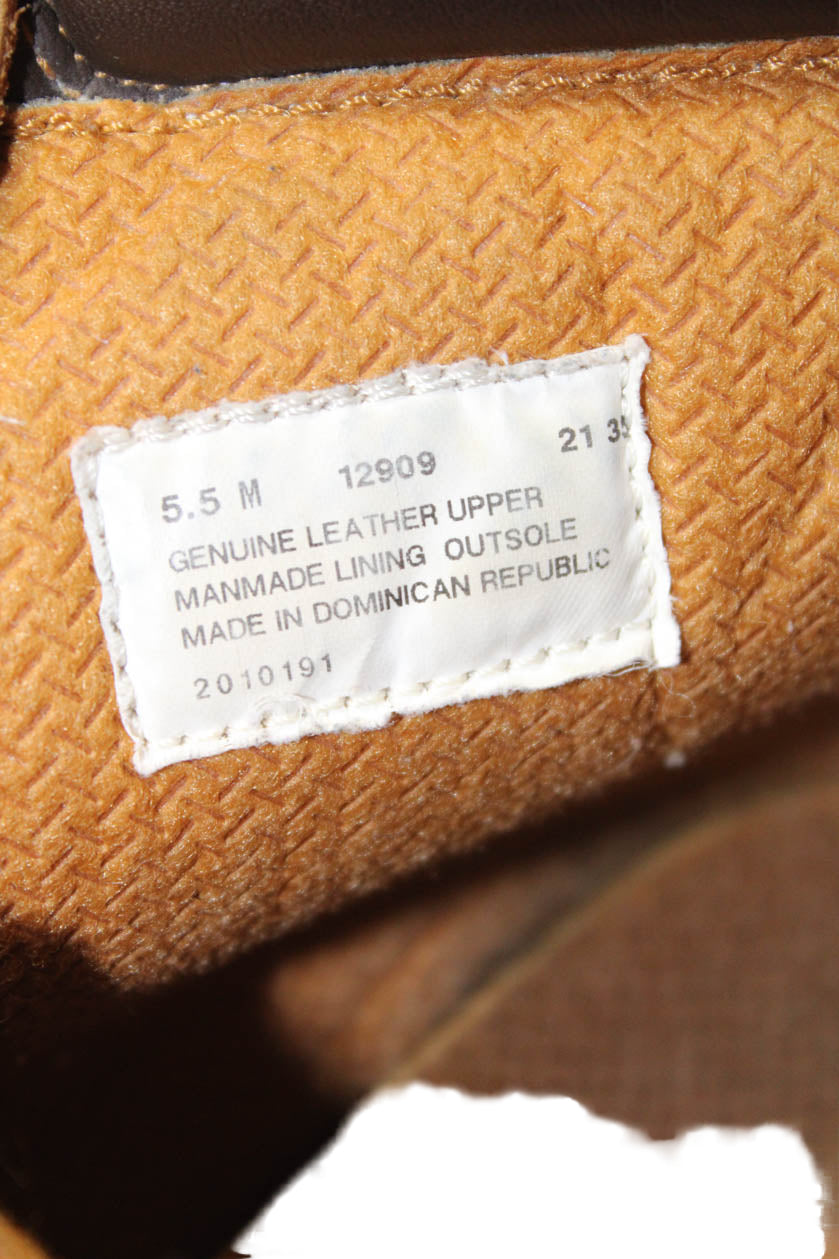 5.5 M 12909 21 35
GENUINE LEATHER UPPER
MANMADE LINING OUTSOLE
MADE IN DOMINICAN REPUBLIC
2010191